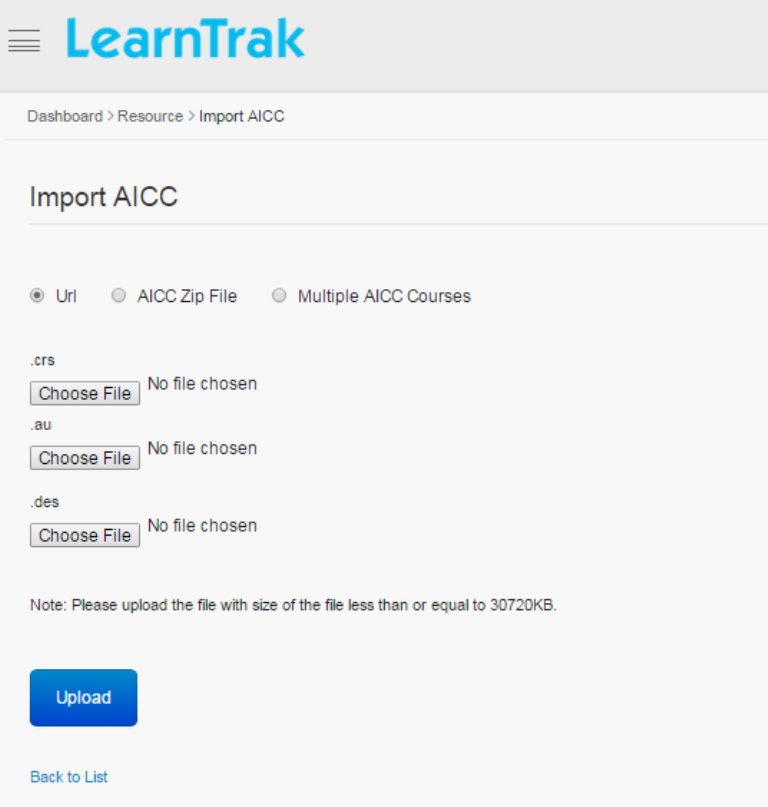 LearnTrak
Dashboard > Resource > Import AICC
Import AICC
Url AICC Zip File Multiple AICC Courses
.crs
Choose File No file chosen
.au
Choose File No file chosen
.des
Choose File No file chosen
Note: Please upload the file with size of the file less than or equal to 30720KB.
Upload
Back to List